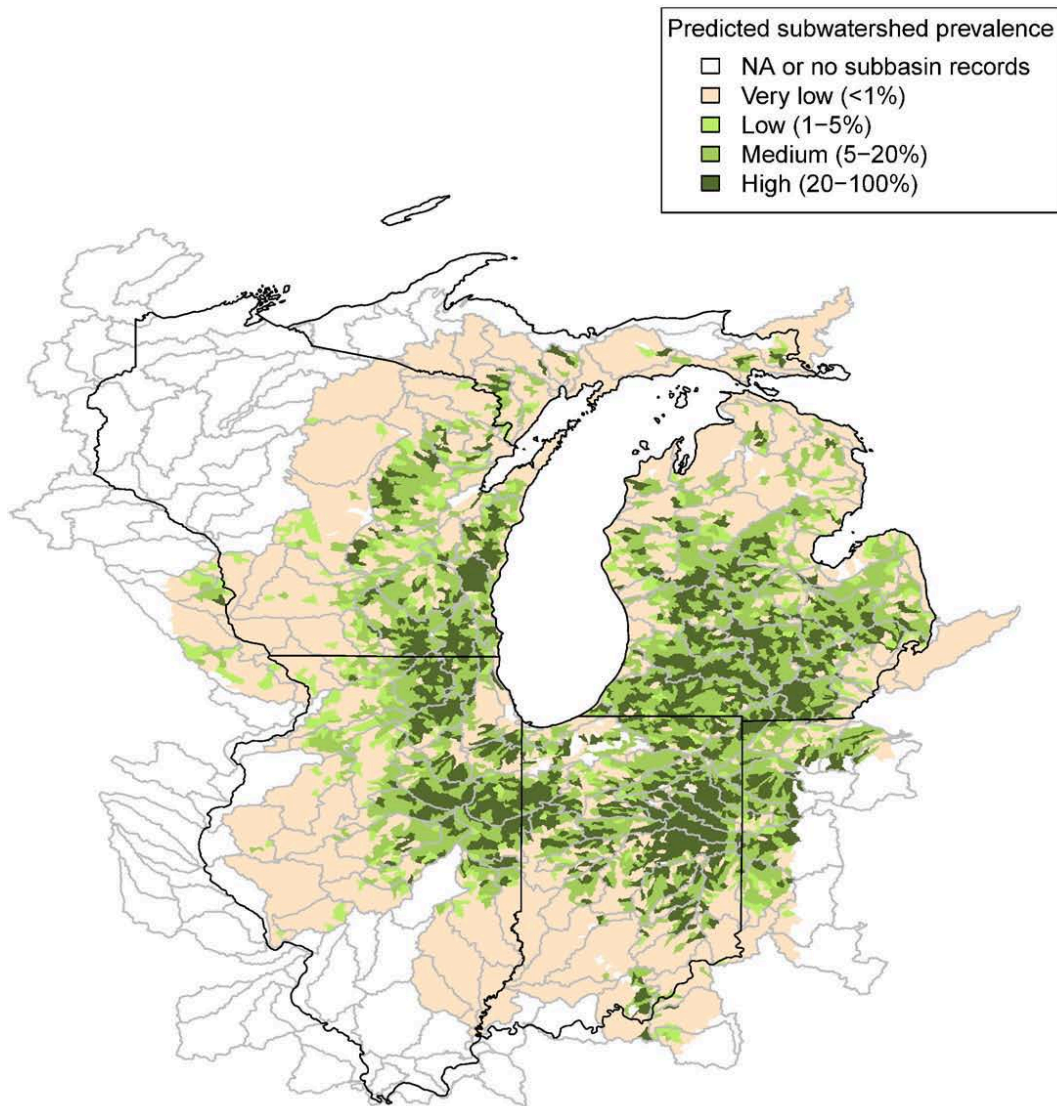 Predicted subwatershed prevalence
NA or no subbasin records
Very low (<1%)
Low (1−5%)
Medium (5−20%)
High (20−100%)